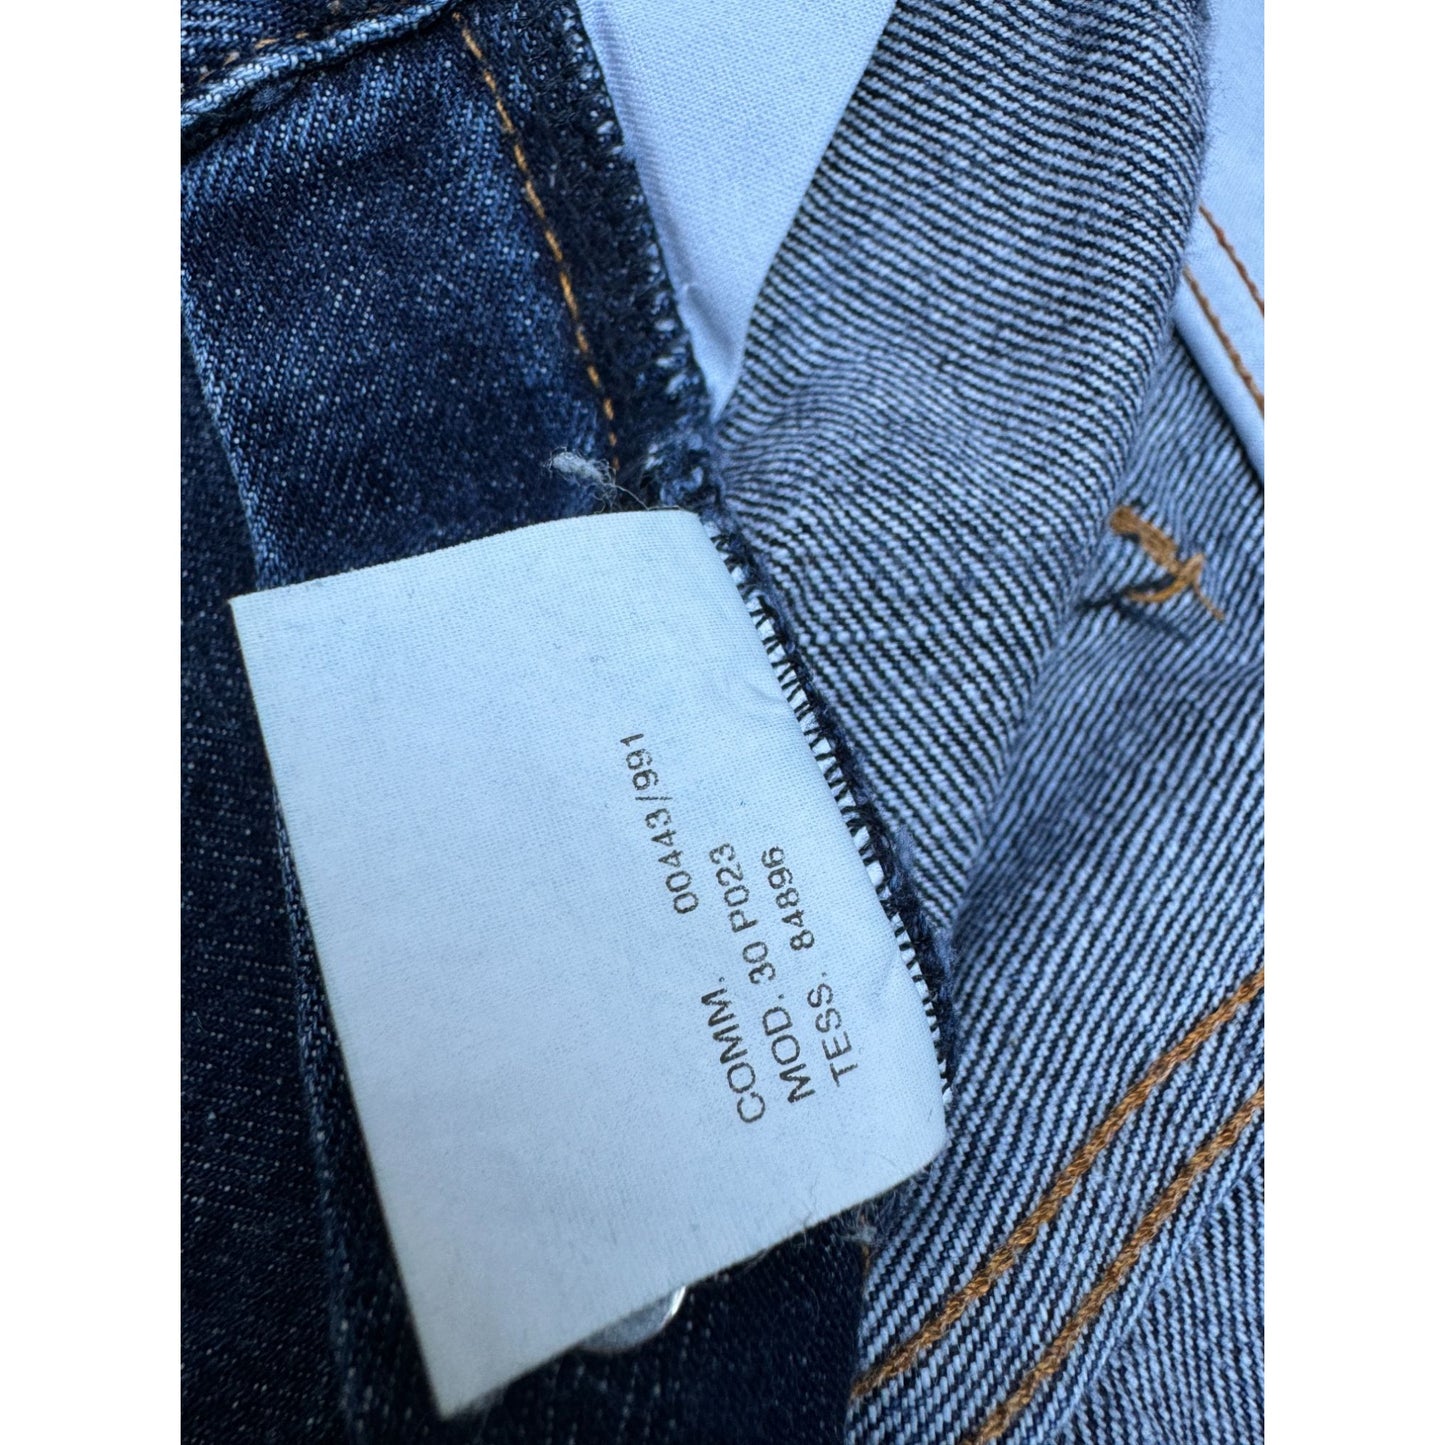 COMM. 00443/991
MOD. 30 P023
TESS. 84896